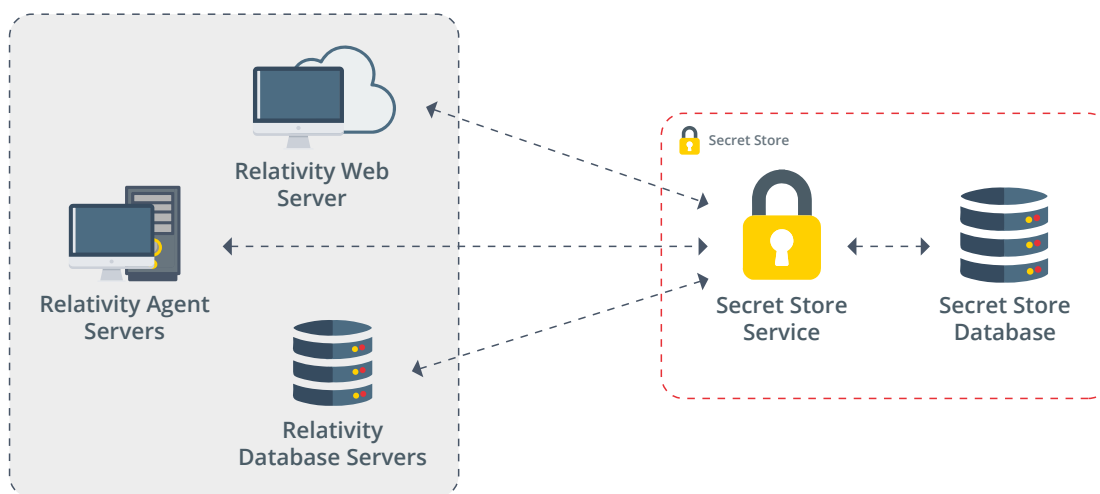 Relativity Web
Server
Relativity Agent
Servers
Relativity
Database Servers
Secret Store
Secret Store
Service
Secret Store
Database